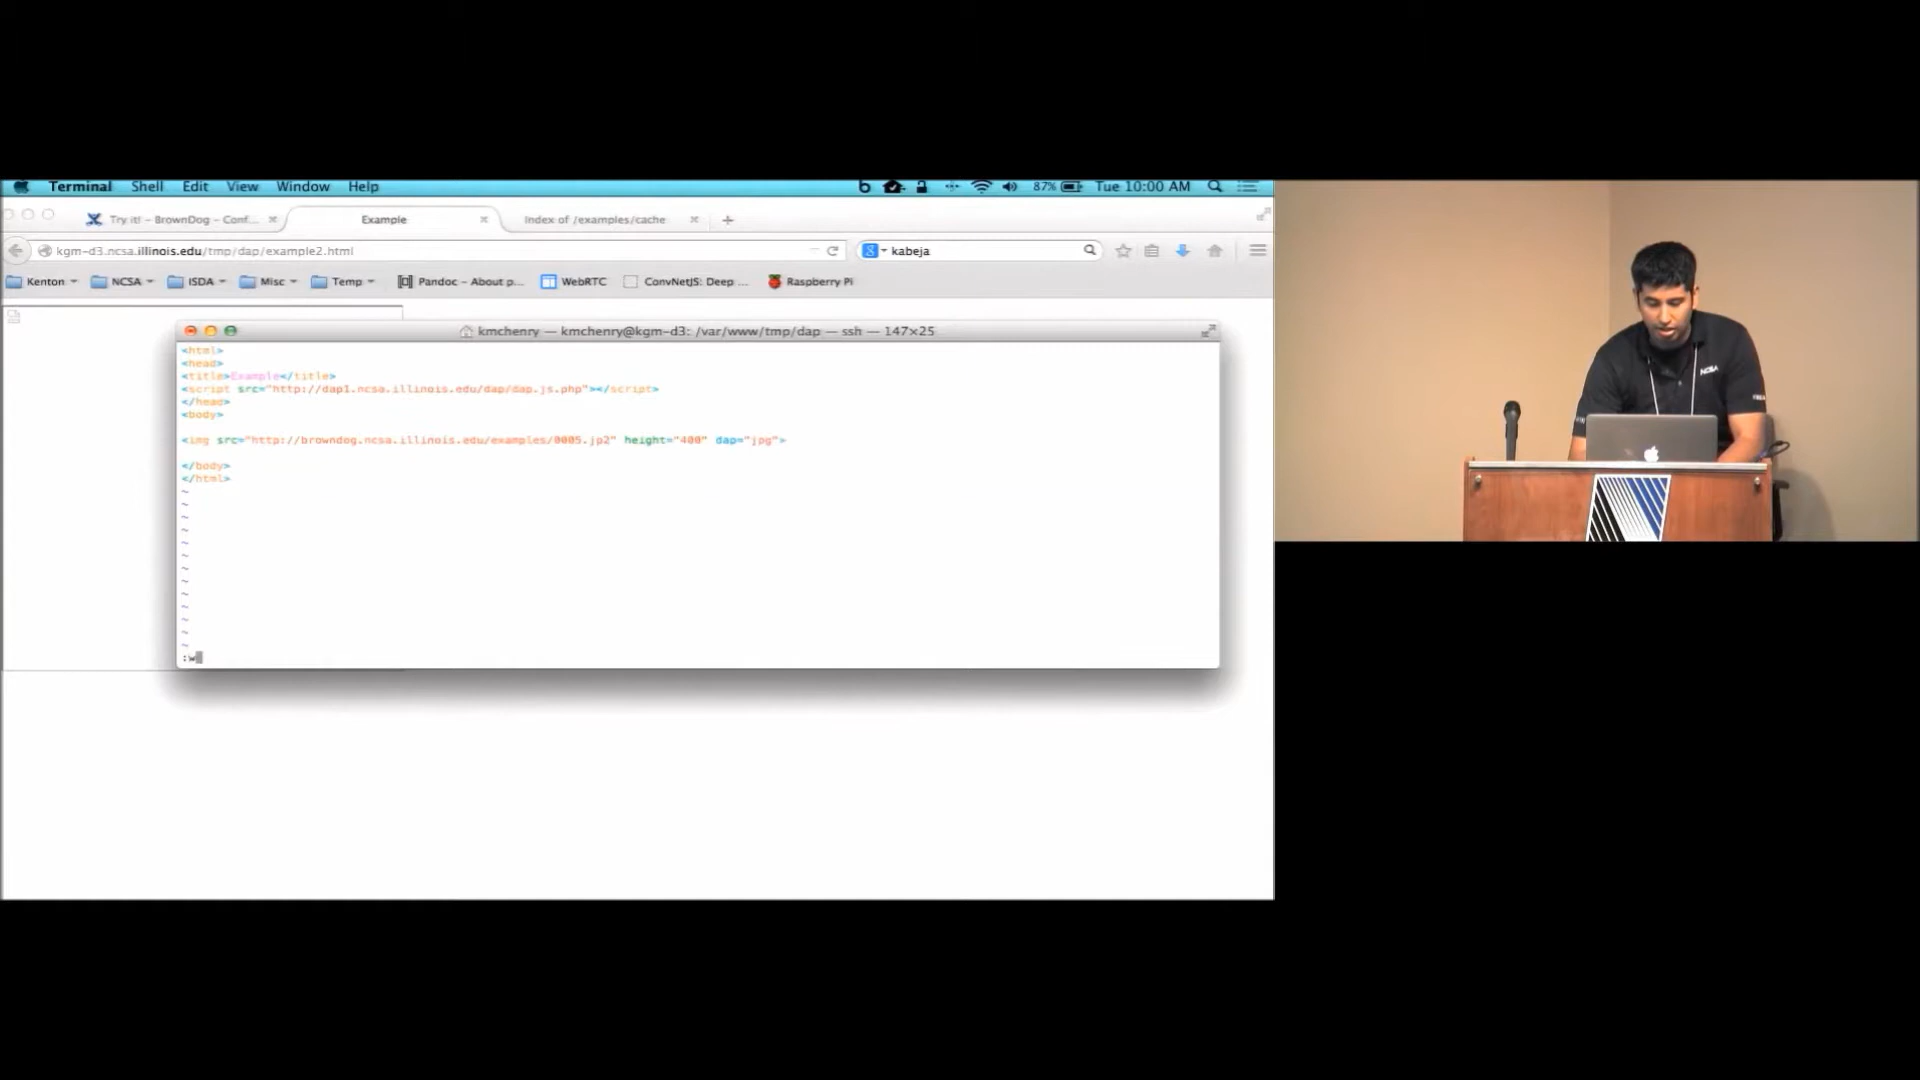 Terminal Shell Edit View Window Help 87% Tue 10:00 AM
Try it! – BrownDog – Conf... Example Index of /examples/cache
kgm-d3.ncsa.illinois.edu/tmp/dap/example2.html kabeja
Kenton NCSA ISDA Misc Temp Pandoc – About p... WebRTC ConvNetJS: Deep ... Raspberry Pi
kmchenry — kmchenry@kgm-d3: /var/www/tmp/dap — ssh — 147×25
<html>
<head>
<title>Example</title>
<script src="http://dap1.ncsa.illinois.edu/dap/dap.js.php"></script>
</head>
<body>
<img src="http://browndog.ncsa.illinois.edu/examples/0005.jp2" height="400" dap="jpg">
</body>
</html>
~
~
~
~
~
~
~
~
~
~
~
~
~
:w
NCSA